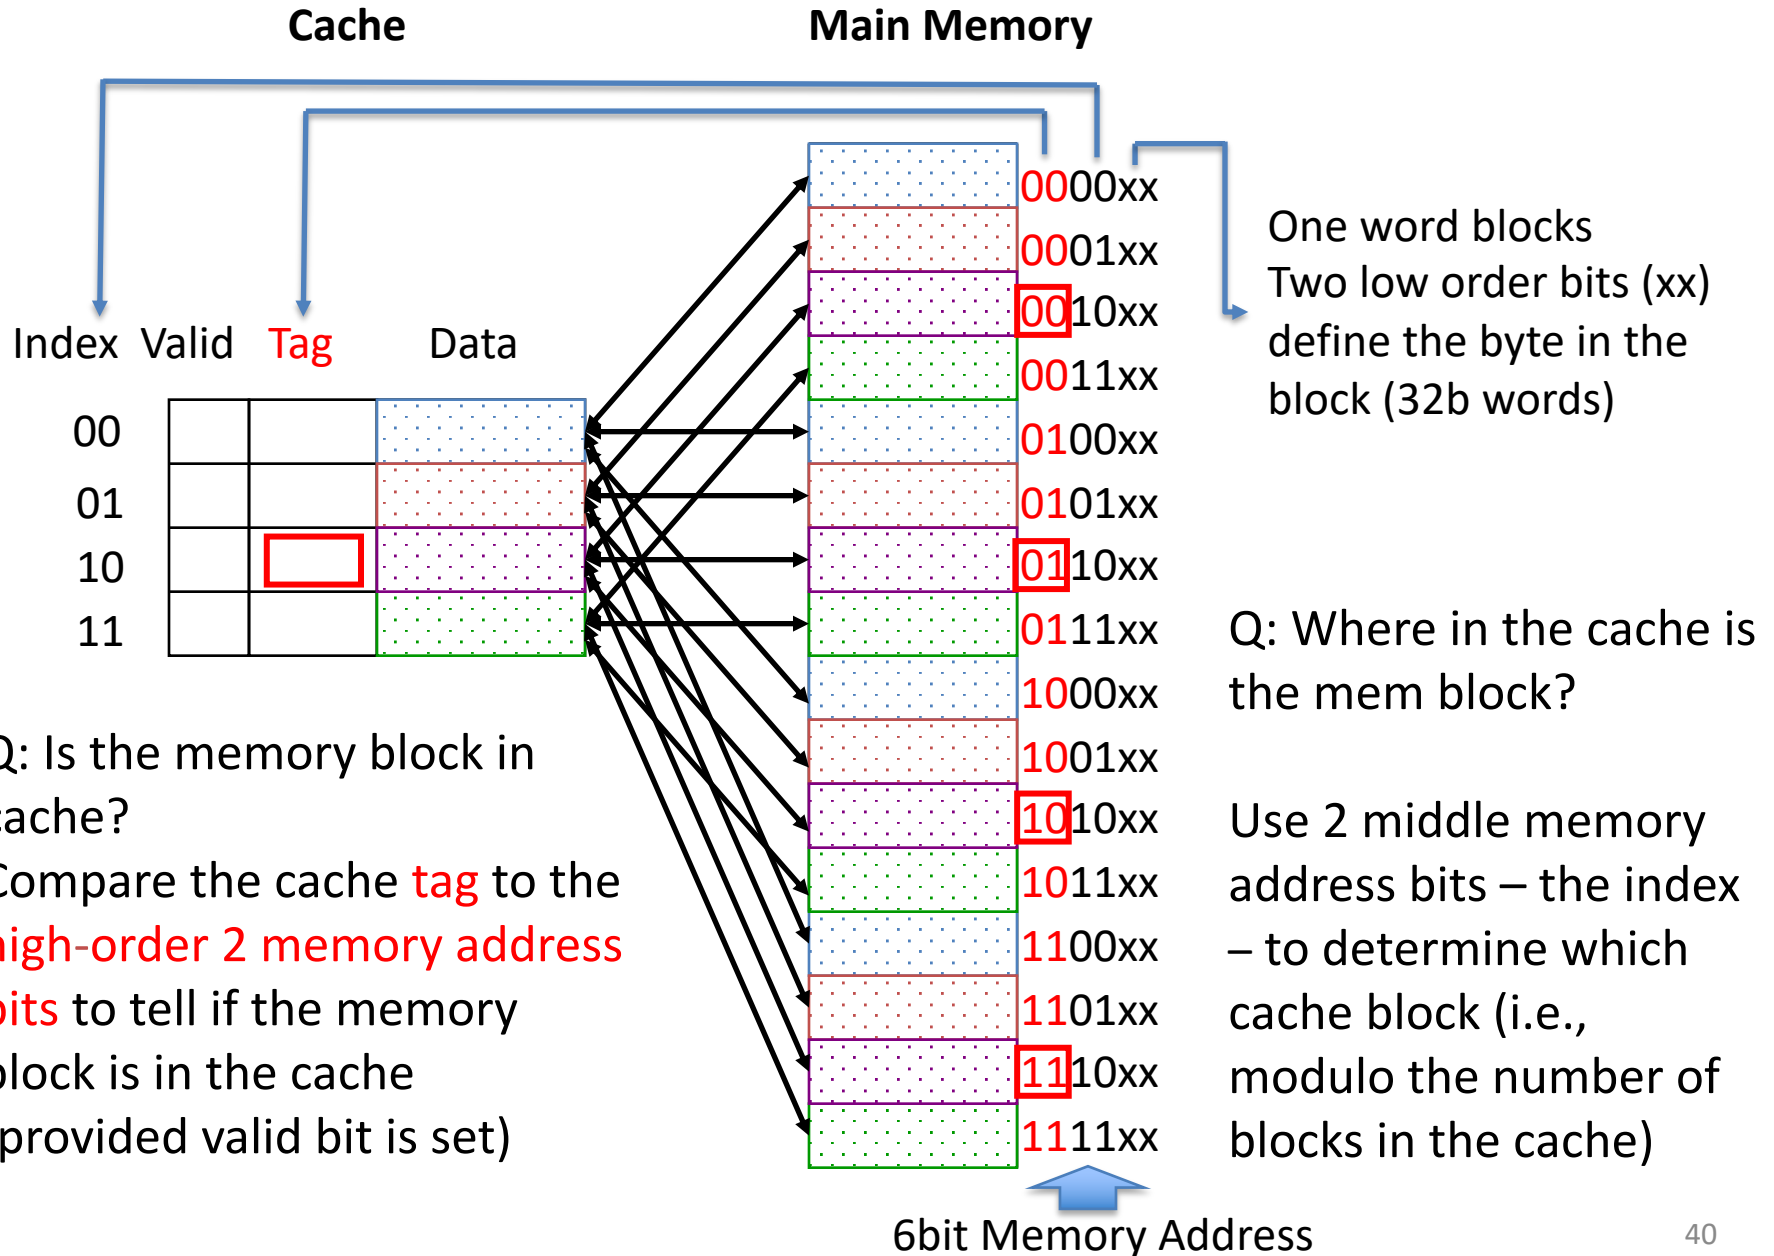 Cache
Main Memory
Index Valid Tag Data
00
01
10
11
0000xx
0001xx
0010xx
0011xx
0100xx
0101xx
0110xx
0111xx
1000xx
1001xx
1010xx
1011xx
1100xx
1101xx
1110xx
1111xx
6bit Memory Address
One word blocks
Two low order bits (xx)
define the byte in the
block (32b words)
Q: Where in the cache is
the mem block?
Use 2 middle memory
address bits – the index
– to determine which
cache block (i.e.,
modulo the number of
blocks in the cache)
Q: Is the memory block in
cache?
Compare the cache tag to the
high-order 2 memory address
bits to tell if the memory
block is in the cache
provided valid bit is set)
40